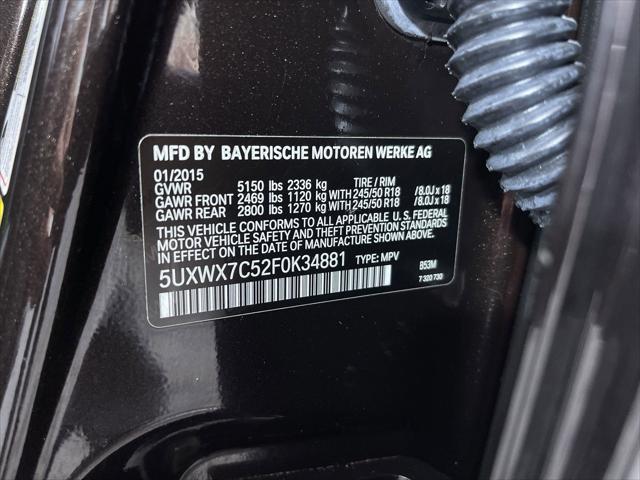 MFD BY BAYERISCHE MOTOREN WERKE AG
01/2015
GVWR 5150 lbs 2336 kg TIRE / RIM
GAWR FRONT 2469 lbs 1120 kg WITH 245/50 R18 /8.0J x 18
GAWR REAR 2800 lbs 1270 kg WITH 245/50 R18 /8.0J x 18
THIS VEHICLE CONFORMS TO ALL APPLICABLE U. S. FEDERAL
MOTOR VEHICLE SAFETY AND THEFT PREVENTION STANDARDS
IN EFFECT ON THE DATE OF MANUFACTURE SHOWN ABOVE.
5UXWX7C52F0K34881 TYPE: MPV B53M
7 320 730